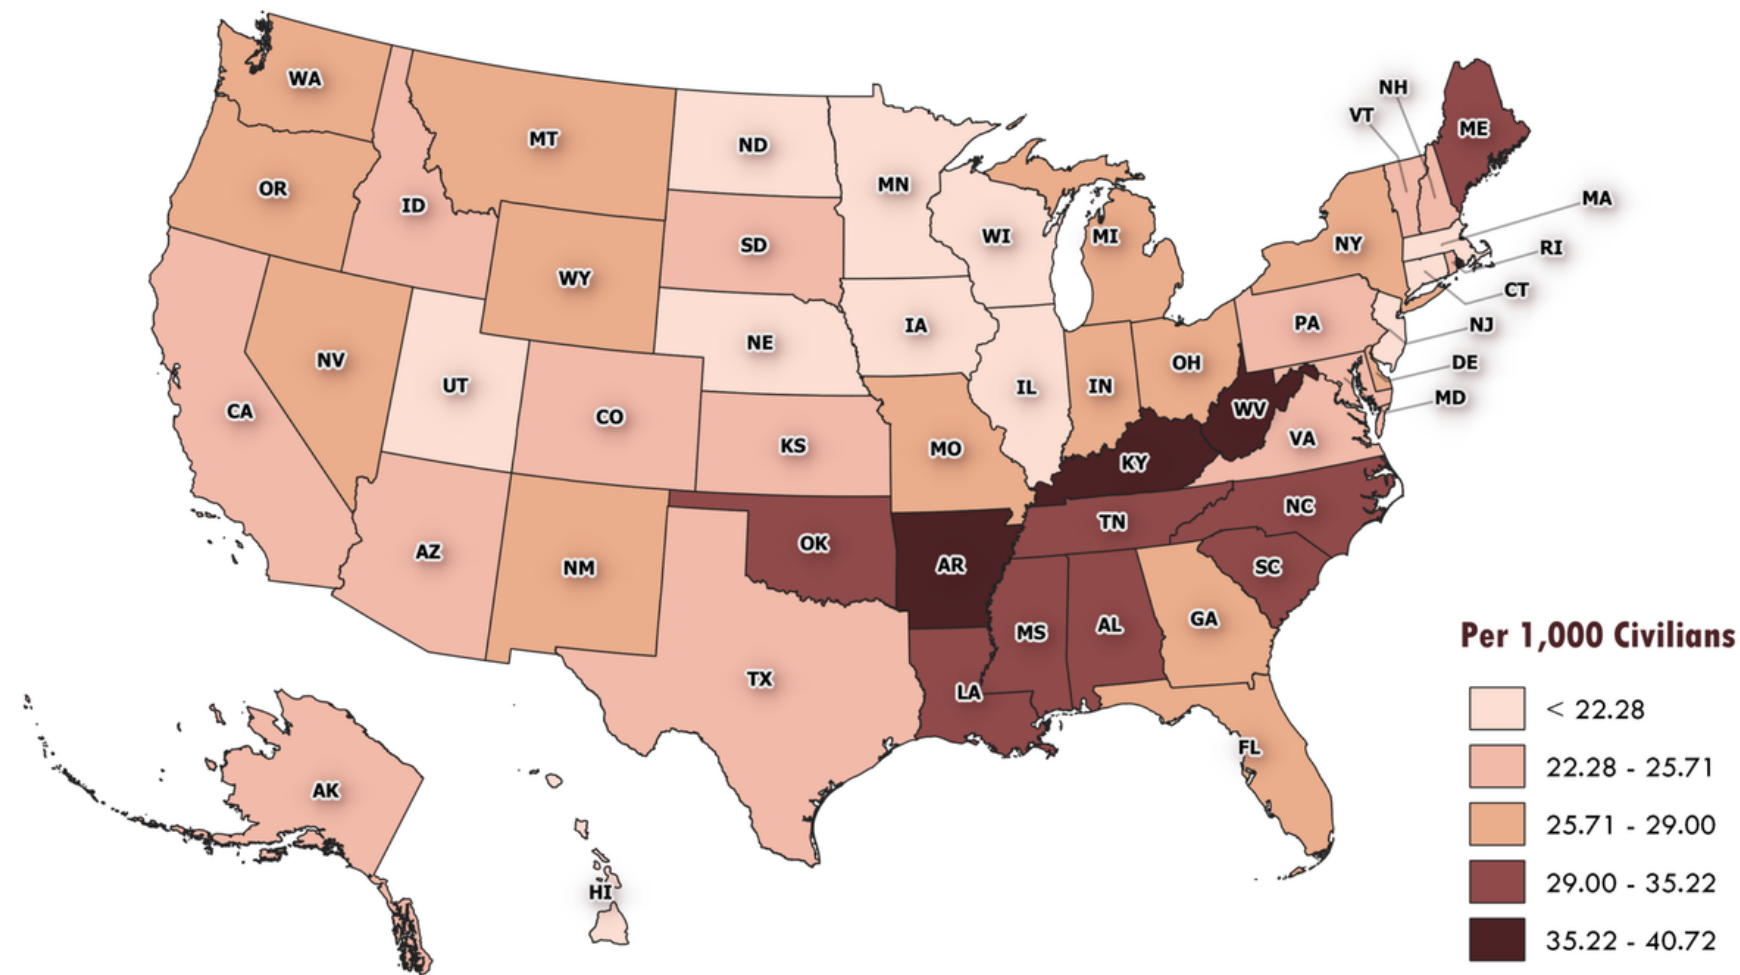 NH
WA
VT
ME
MT
ND
MN
OR
MA
ID
WI
MI
NY
SD
RI
WY
CT
IA
PA
NJ
NE
NV
OH
DE
UT
IL
IN
MD
CA
CO
WV
VA
KS
MO
KY
NC
TN
OK
AZ
AR
SC
NM
GA
MS
AL
Per 1,000 Civilians
TX
LA
< 22.28
FL
22.28 - 25.71
AK
25.71 - 29.00
HI
29.00 - 35.22
35.22 - 40.72